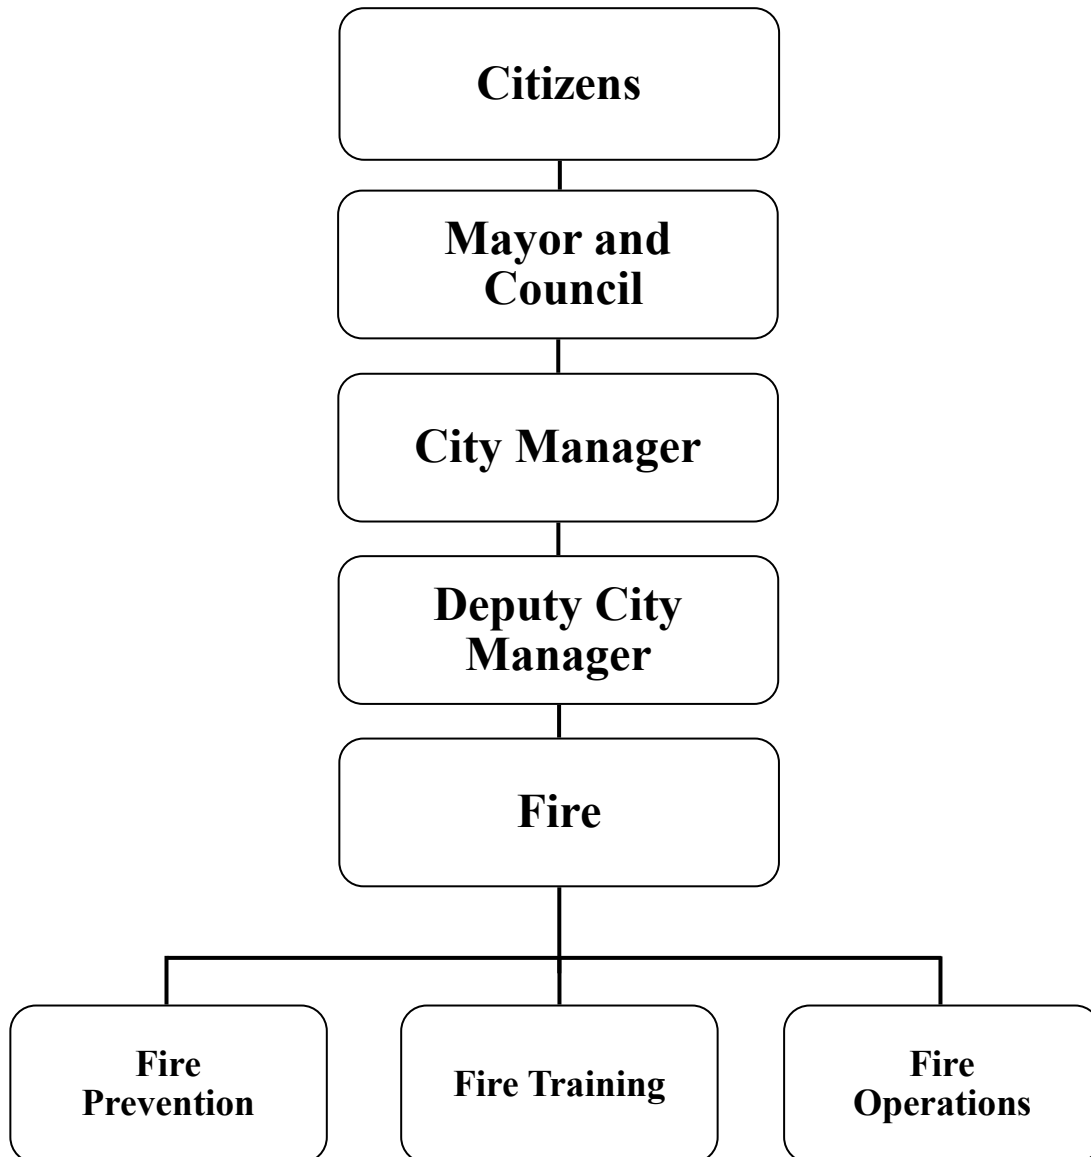 Citizens
Mayor and
Council
City Manager
Deputy City
Manager
Fire
Fire
Prevention
Fire Training
Fire
Operations